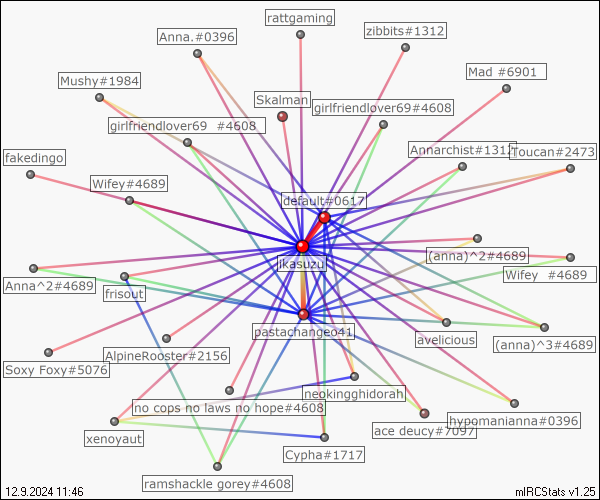 rattgaming
Anna.#0396
zibbits#1312
Mushy#1984
Mad #6901
Skalman
girlfriendlover69#4608
girlfriendlover69 #4608
fakedingo
Annarchist#1312
Toucan#2473
Wifey#4689
default#0617
(anna)^2#4689
jkasuzu
Wifey #4689
Anna^2#4689
frisout
pastachangeo41
avelicious
(anna)^3#4689
AlpineRooster#2156
Soxy Foxy#5076
neokingghidorah
no cops no laws no hope#4608
hypomanianna#0396
ace deucy#7097
xenoyaut
Cypha#1717
ramshackle gorey#4608
12.9.2024 11:46
mIRCStats v1.25